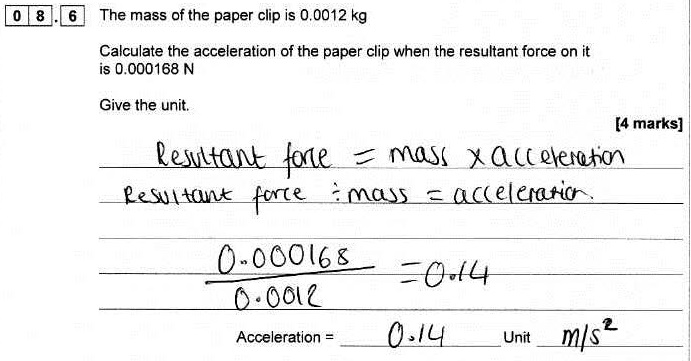 0 8 . 6 The mass of the paper clip is 0.0012 kg
Calculate the acceleration of the paper clip when the resultant force on it
is 0.000168 N
Give the unit.
[4 marks]
Resultant force = mass x acceleration
Resultant force ÷ mass = acceleration.
0.000168
0.0012
= 0.14
Acceleration = 0.14 Unit m/s²